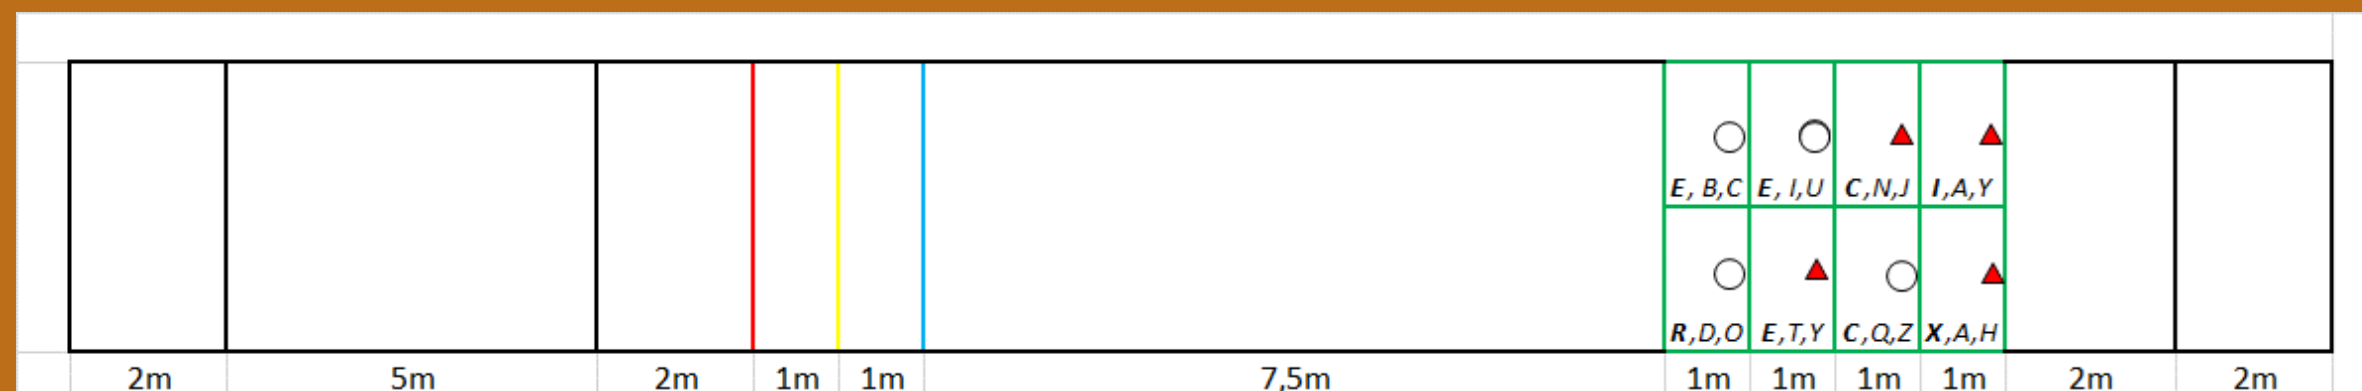 E, B,C E, I,U C,N,J I,A,Y
R,D,O E,T,Y C,Q,Z X,A,H
2m 5m 2m 1m 1m 7,5m 1m 1m 1m 1m 2m 2m